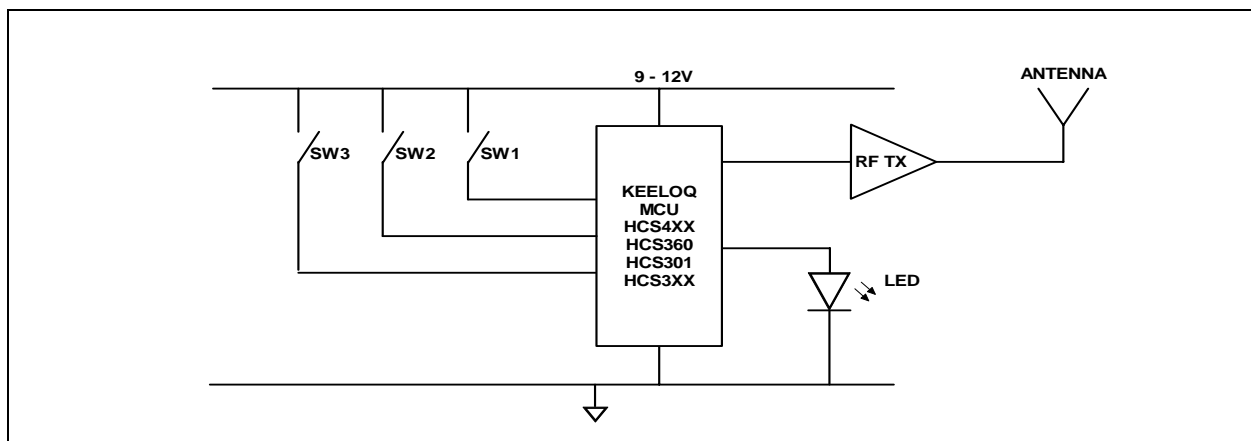 9 - 12V
ANTENNA
SW3
SW2
SW1
RF TX
KEELOQ
MCU
HCS4XX
HCS360
HCS301
HCS3XX
LED